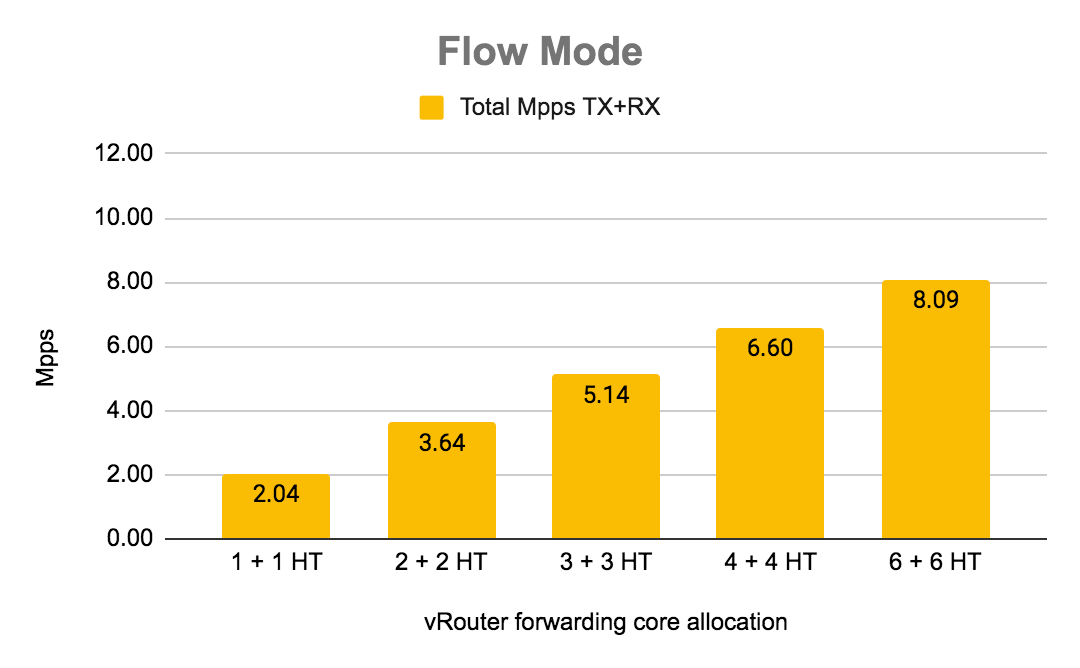 Flow Mode
Total Mpps TX+RX
12.00
10.00
8.00
6.00
4.00
2.00
0.00
Mpps
2.04
3.64
5.14
6.60
8.09
1 + 1 HT
2 + 2 HT
3 + 3 HT
4 + 4 HT
6 + 6 HT
vRouter forwarding core allocation